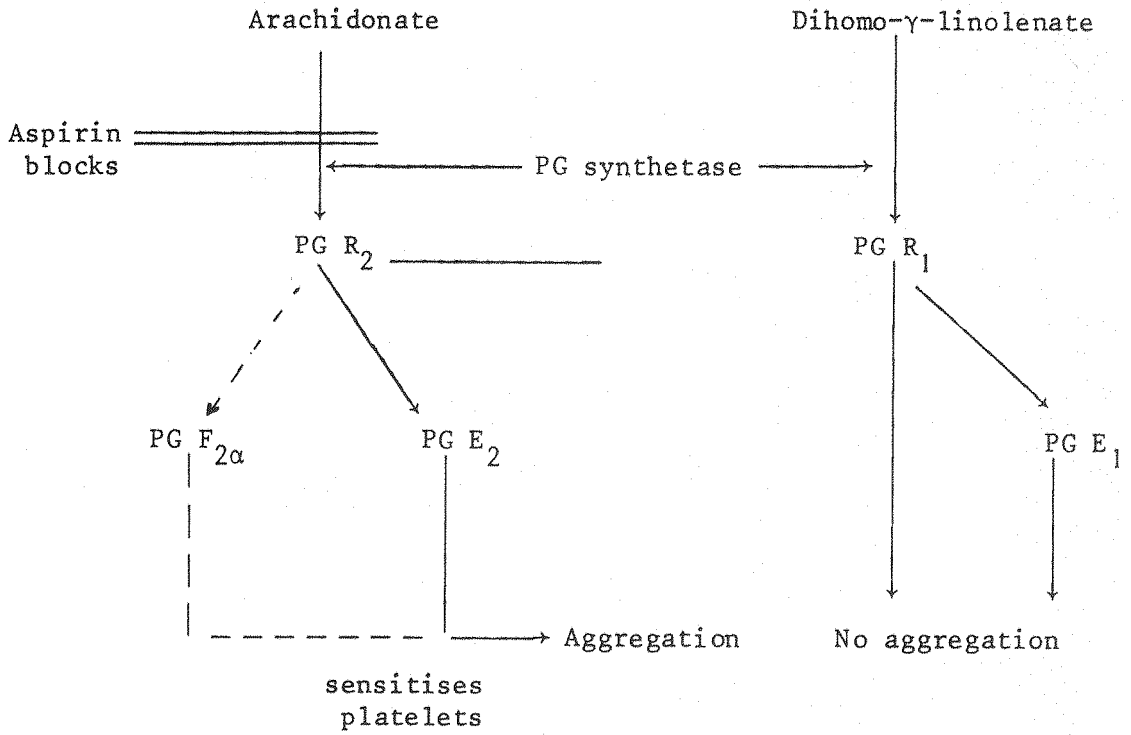 Arachidonate
Dihomo-γ-linolenate
Aspirin
blocks
PG synthetase
PG R2
PG R1
PG F2α
PG E2
PG E1
Aggregation
No aggregation
sensitises
platelets